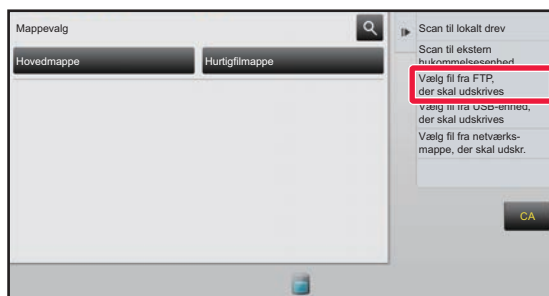 Mappevalg
Hovedmappe
Hurtigfilmappe
Scan til lokalt drev
Scan til ekstern
hukommelsesenhed
Vælg fil fra FTP,
der skal udskrives
Vælg fil fra USB-enhed,
der skal udskrives
Vælg fil fra netværks-
mappe, der skal udskr.
CA